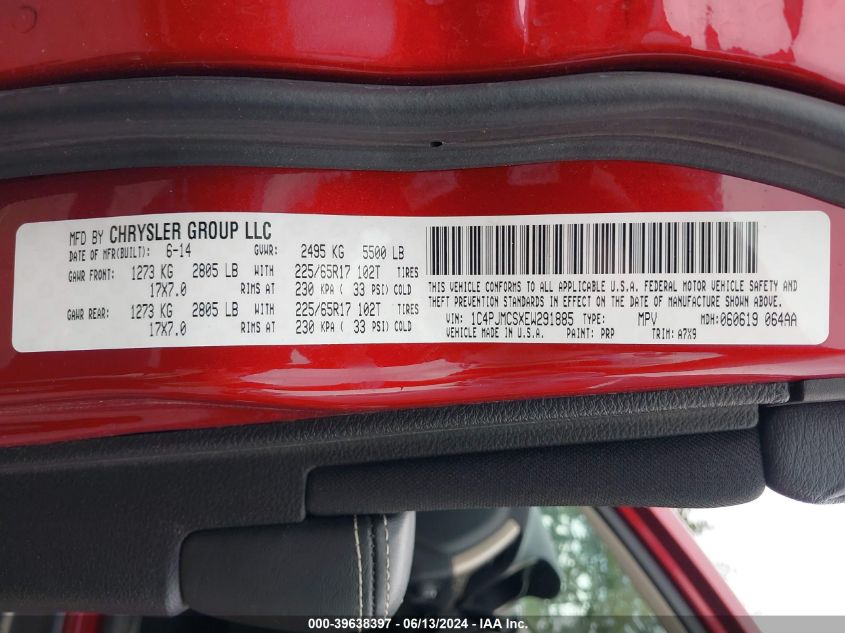 MFD BY CHRYSLER GROUP LLC
DATE OF MFR(BUILT): 6-14 GVWR: 2495 KG 5500 LB
GAWR FRONT: 1273 KG 2805 LB WITH 225/65R17 102T TIRES
17X7.0 RIMS AT 230 KPA ( 33 PSI) COLD
GAWR REAR: 1273 KG 2805 LB WITH 225/65R17 102T TIRES
17X7.0 RIMS AT 230 KPA ( 33 PSI) COLD
THIS VEHICLE CONFORMS TO ALL APPLICABLE U.S.A. FEDERAL MOTOR VEHICLE SAFETY AND
THEFT PREVENTION STANDARDS IN EFFECT ON THE DATE OF MANUFACTURE SHOWN ABOVE.
VIN: 1C4PJMCSXEW291885 TYPE: MPV MDH:060619 064AA
VEHICLE MADE IN U.S.A. PAINT: PRP TRIM: A7X9
000-39638397 - 06/13/2024 - IAA Inc.